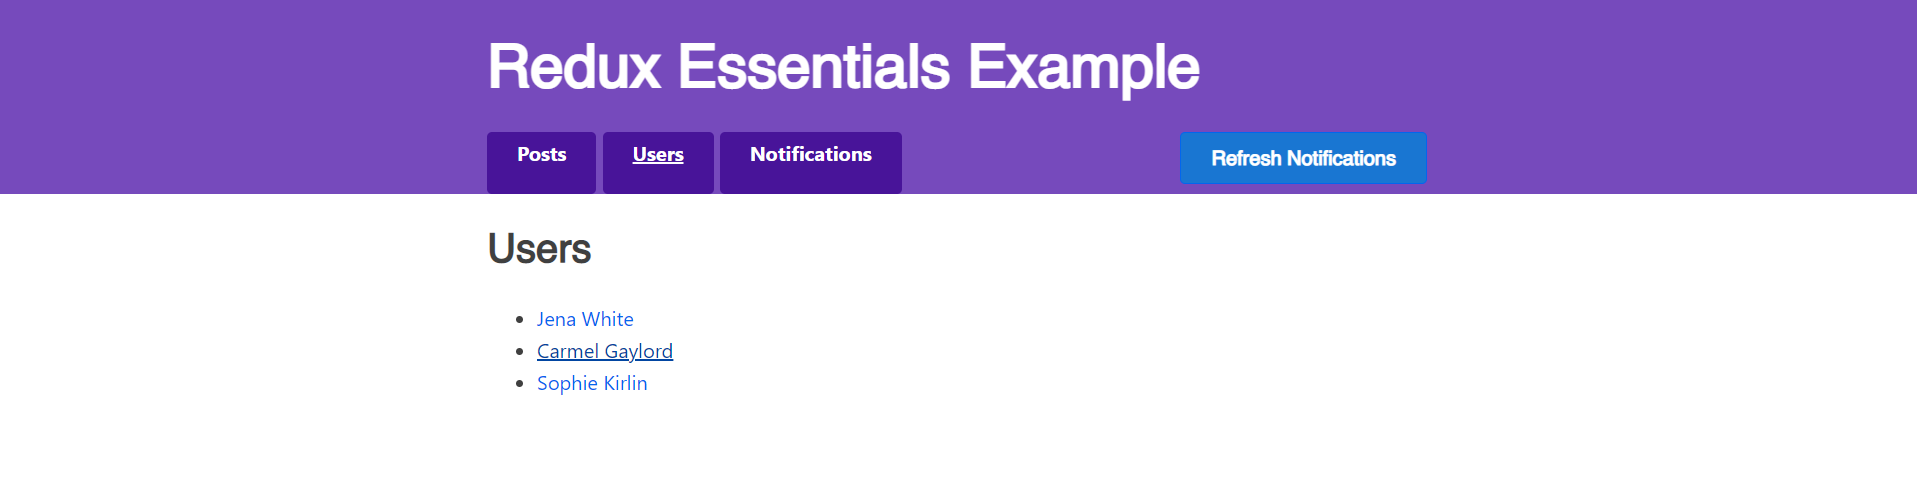 Redux Essentials Example
Posts Users Notifications Refresh Notifications
Users
Jena White
Carmel Gaylord
Sophie Kirlin